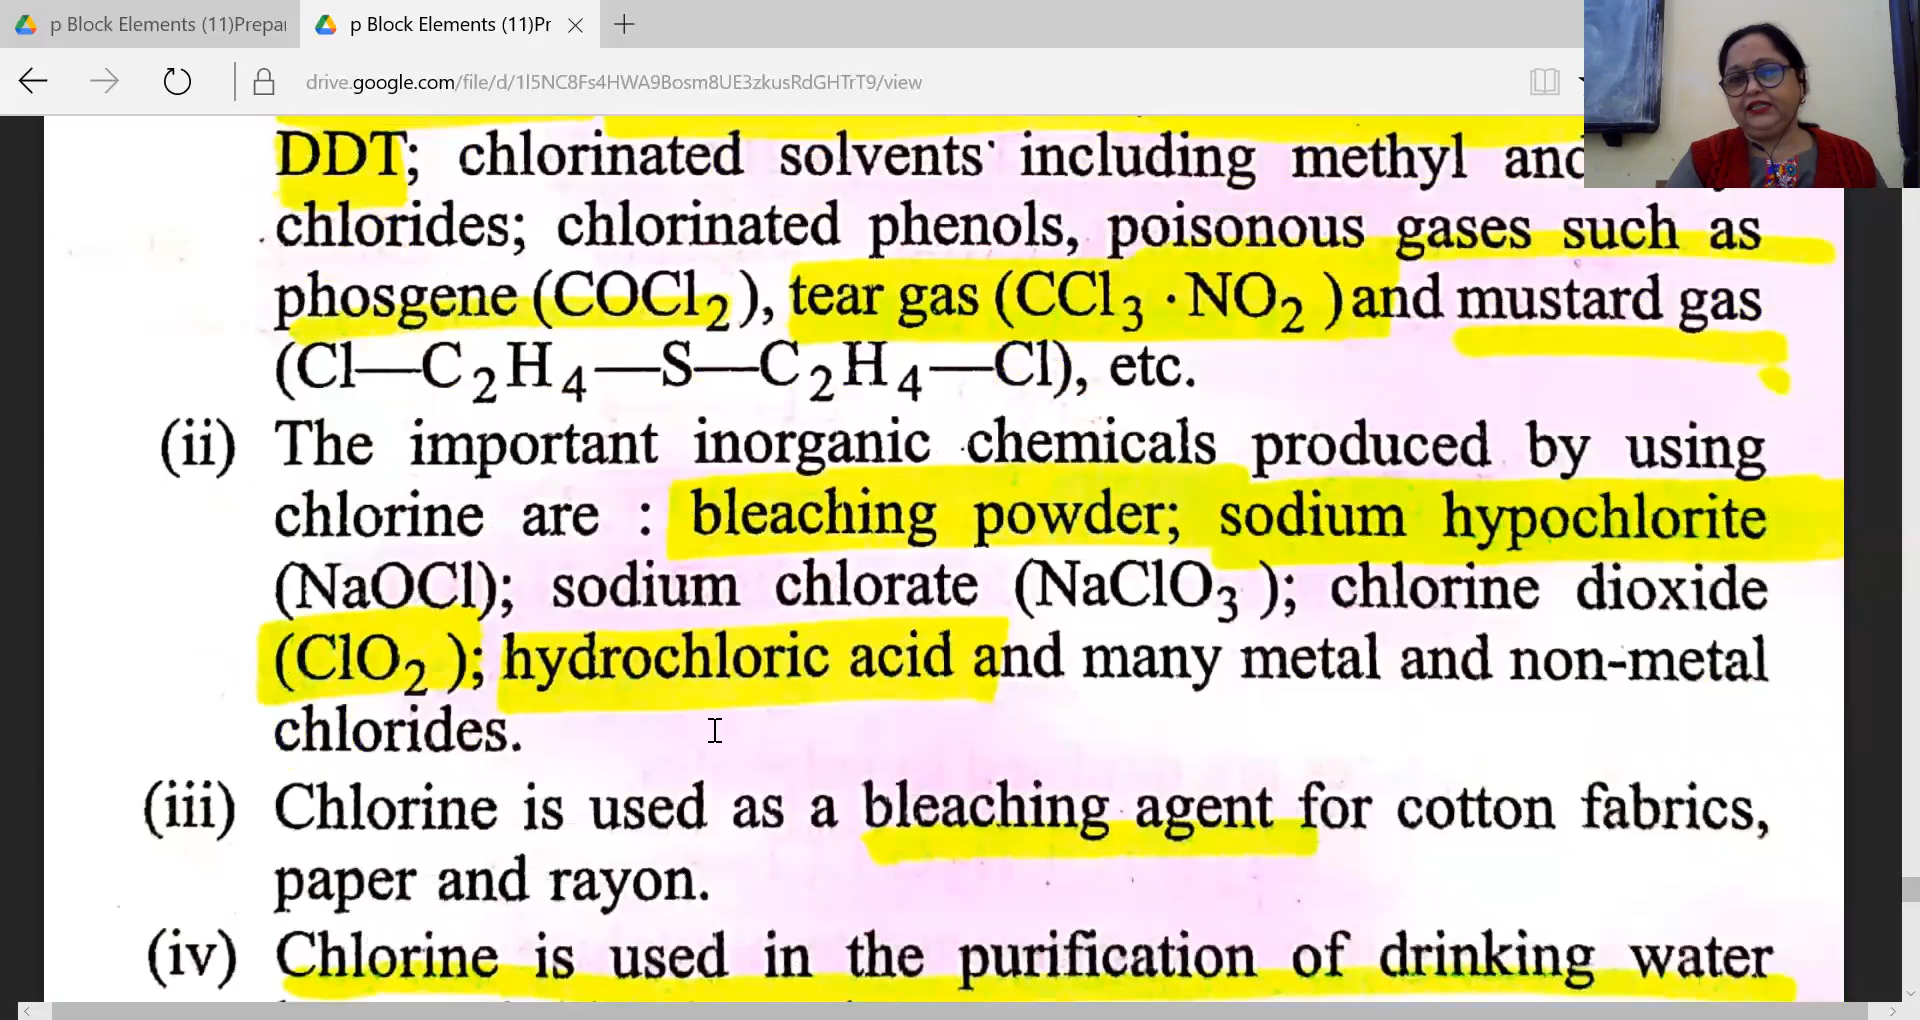 p Block Elements (11)Prepar
p Block Elements (11)Pr
drive.google.com/file/d/1l5NC8Fs4HWA9Bosm8UE3zkusRdGHTrT9/view
DDT; chlorinated solvents including methyl and
chlorides; chlorinated phenols, poisonous gases such as
phosgene (COCl2), tear gas (CCl3 · NO2 ) and mustard gas
(Cl—C2H4—S—C2H4—Cl), etc.
(ii) The important inorganic chemicals produced by using
chlorine are : bleaching powder; sodium hypochlorite
(NaOCl); sodium chlorate (NaClO3 ); chlorine dioxide
(ClO2 ); hydrochloric acid and many metal and non-metal
chlorides.
(iii) Chlorine is used as a bleaching agent for cotton fabrics,
paper and rayon.
(iv) Chlorine is used in the purification of drinking water